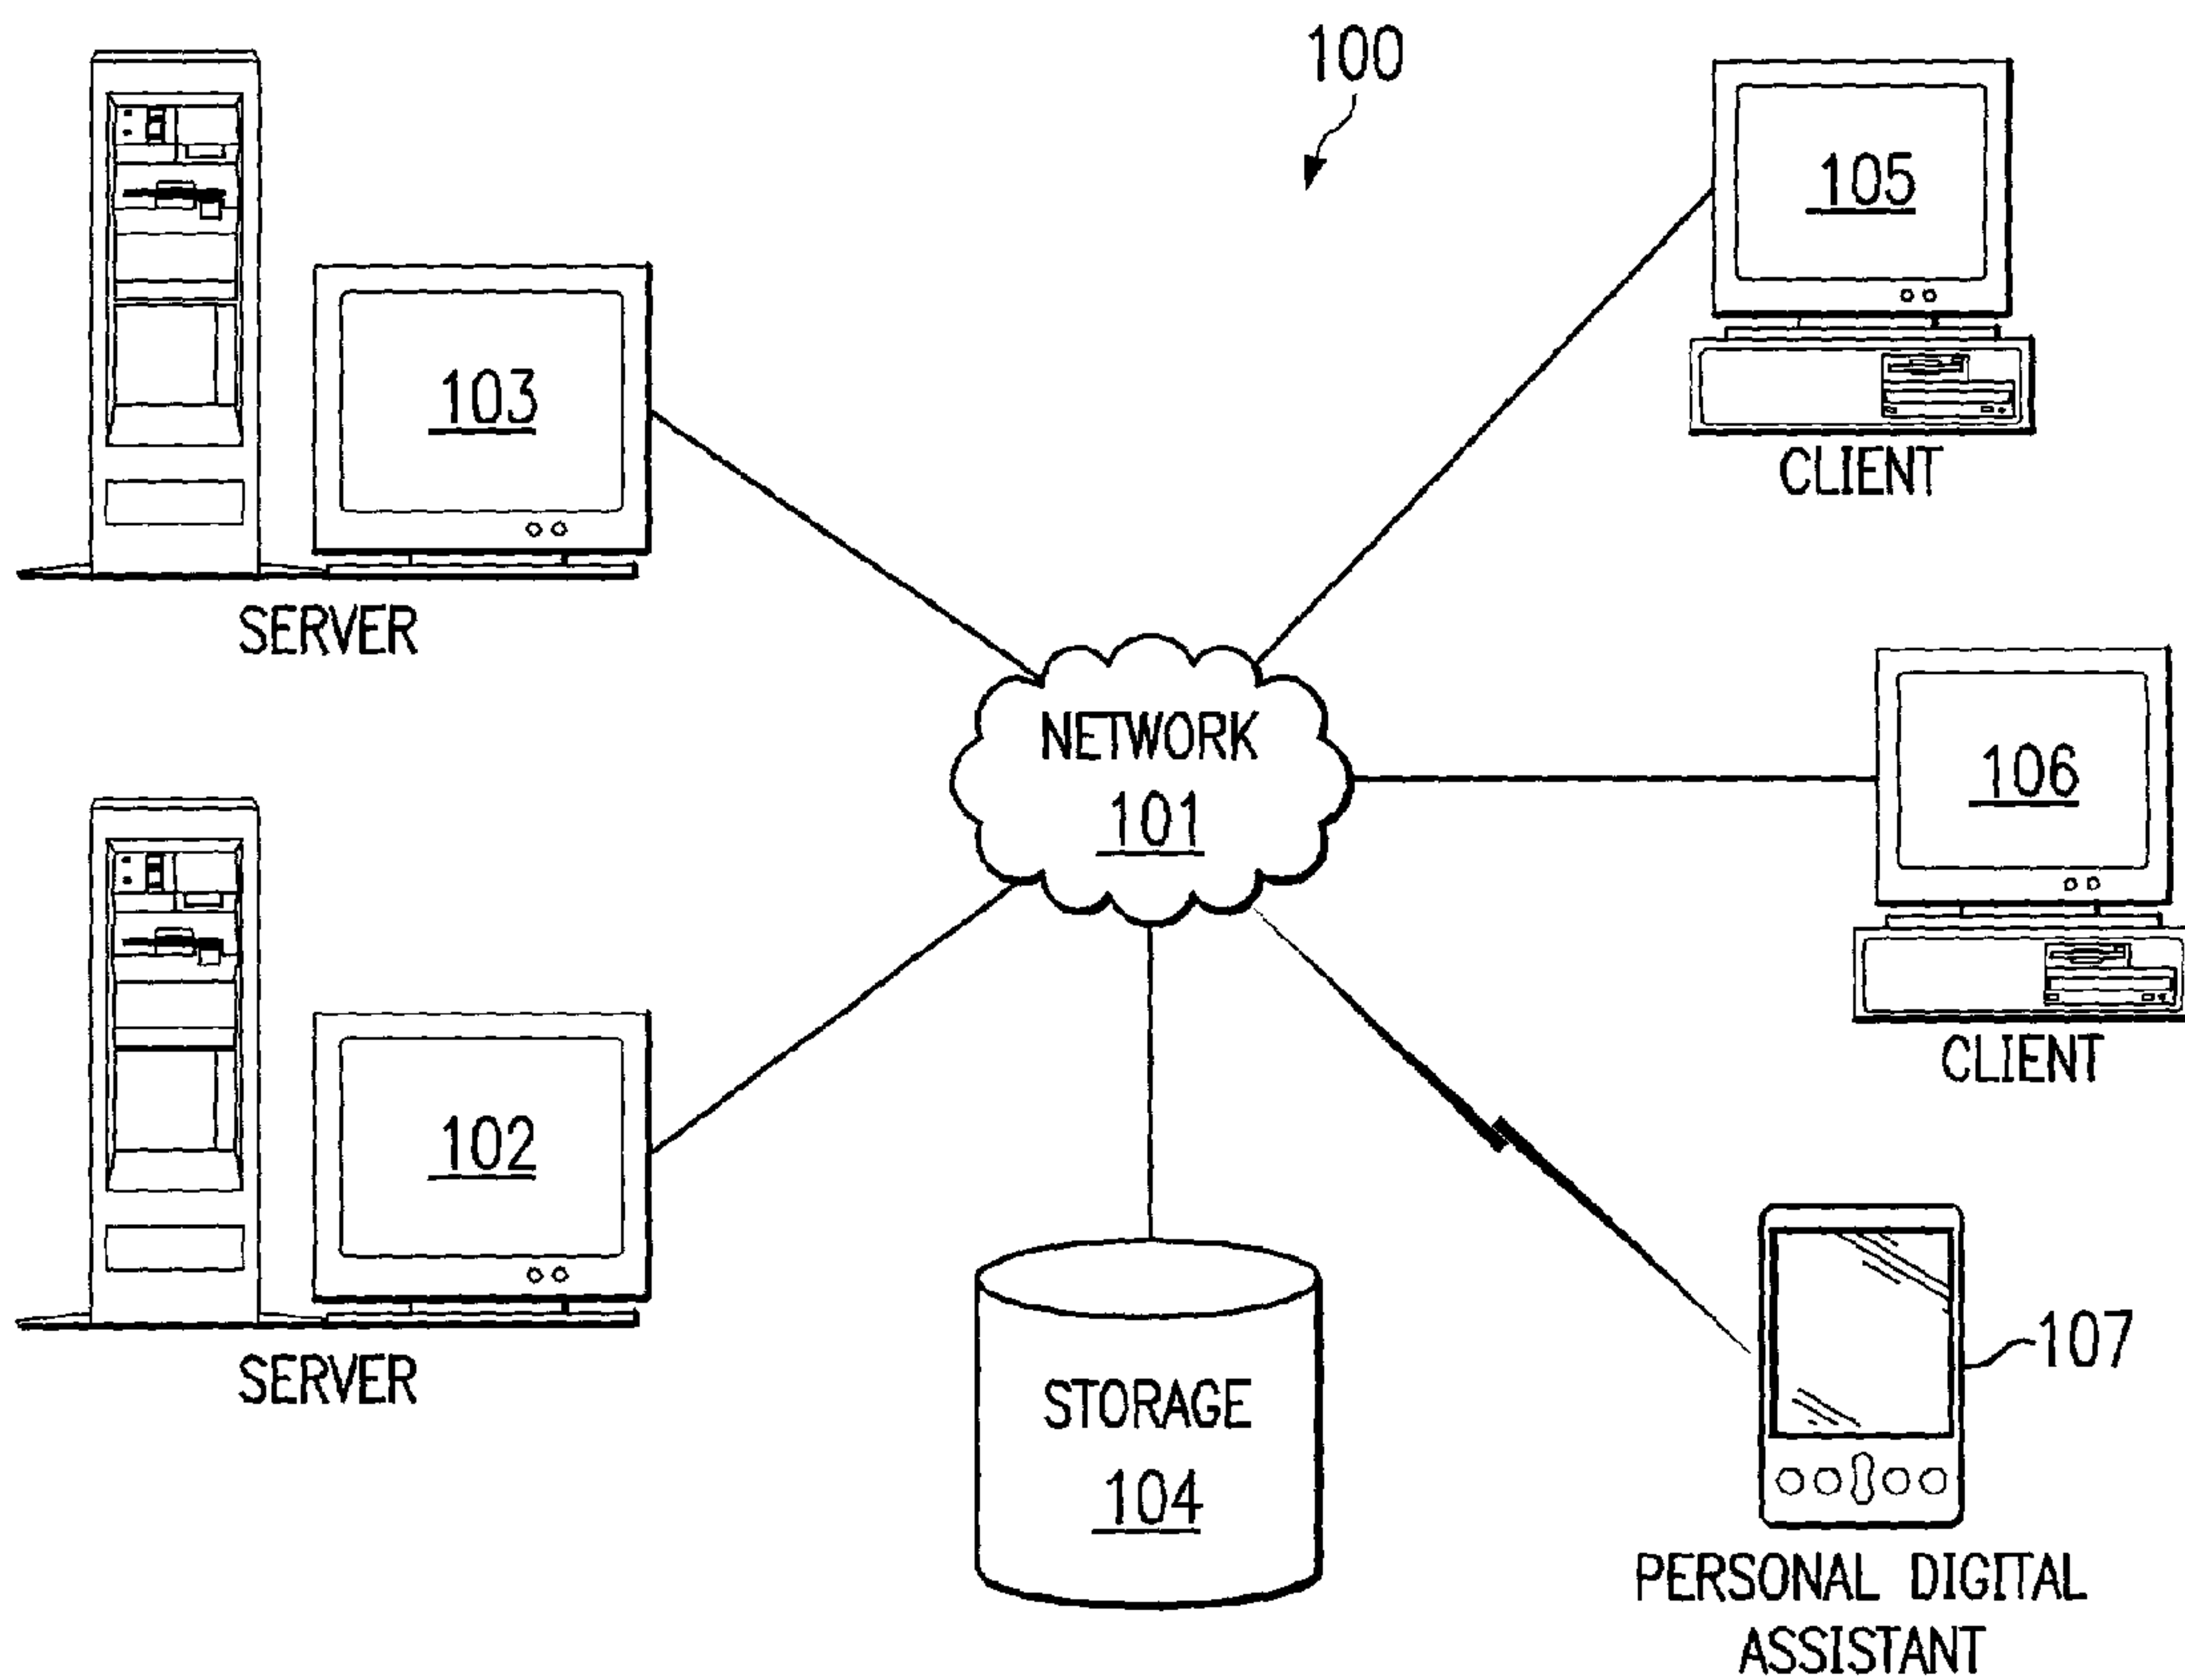 100
105
CLIENT
103
SERVER
NETWORK
101
106
CLIENT
102
SERVER
STORAGE
104
107
PERSONAL DIGITAL
ASSISTANT